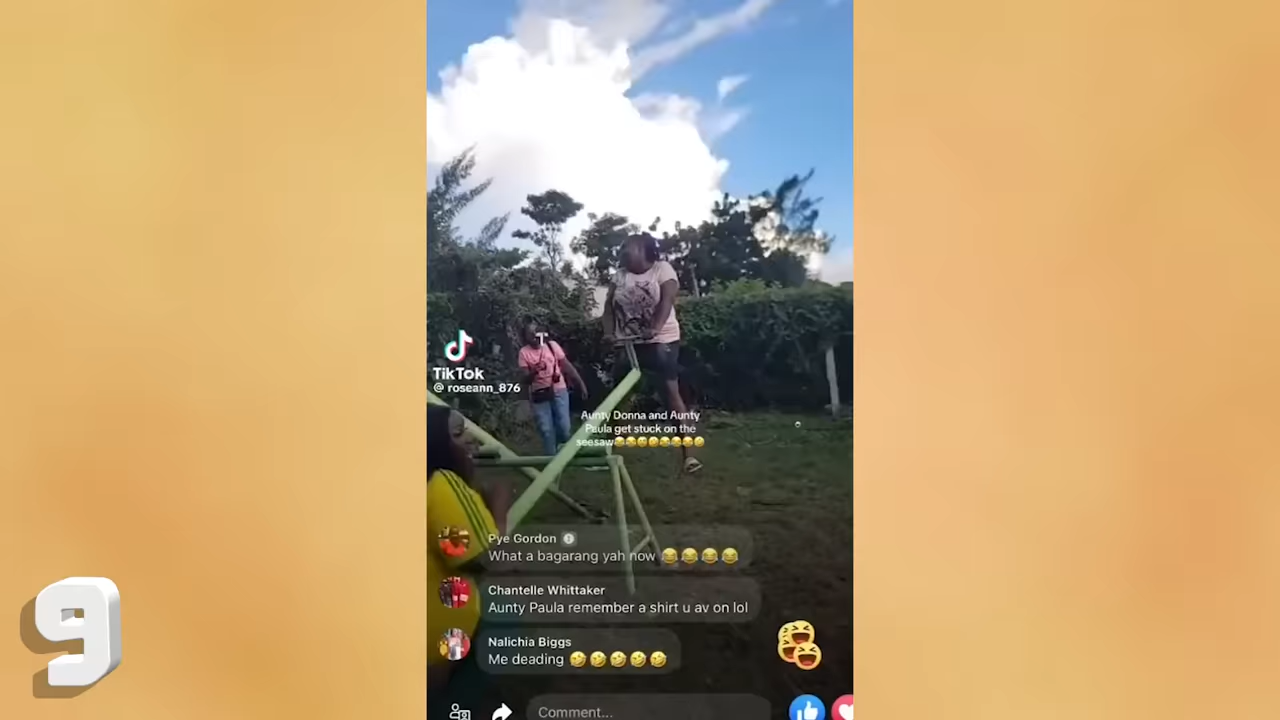 TikTok
@ roseann_876
Aunty Donna and Aunty
Paula get stuck on the
seesaw😂😂😂😂😂😂😂😂
Pye Gordon
What a bagarang yah now 😂😂😂😂
Chantelle Whittaker
Aunty Paula remember a shirt u av on lol
Nalichia Biggs
Me deading 🤣🤣🤣🤣🤣
Comment...
9